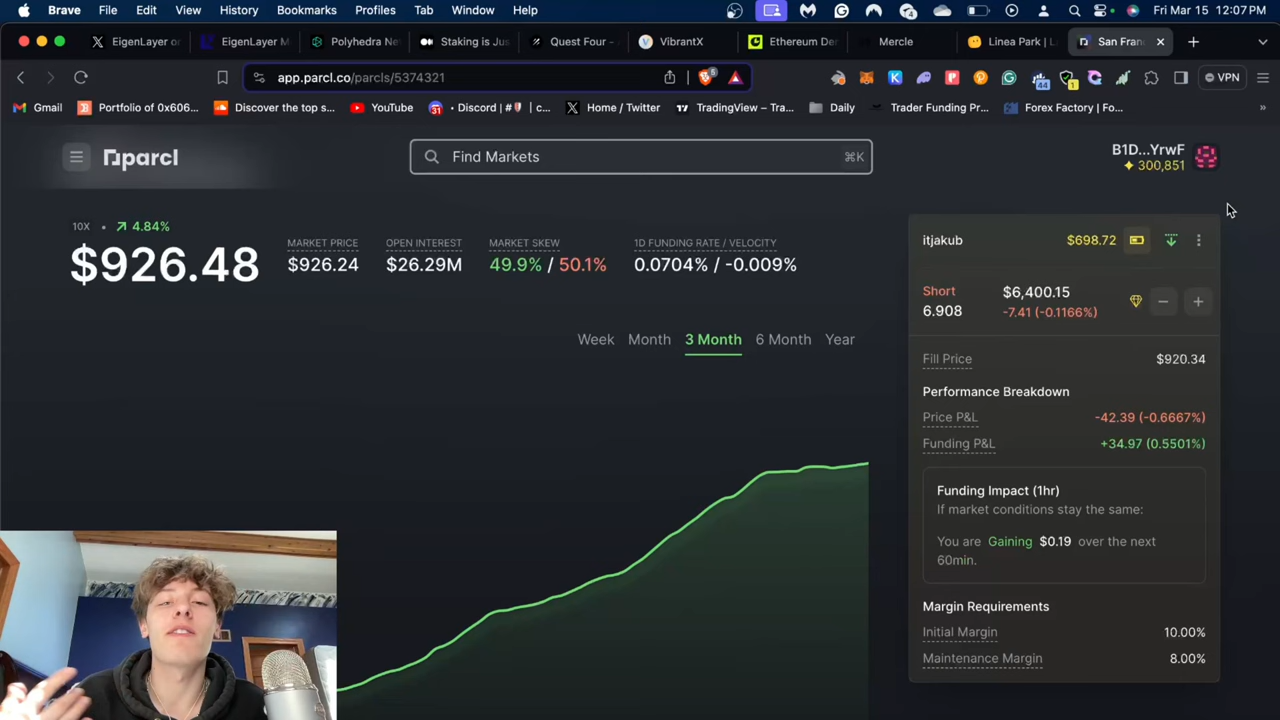 Brave File Edit View History Bookmarks Profiles Tab Window Help Fri Mar 15 12:07 PM
EigenLayer or EigenLayer M Polyhedra Ne Staking is Jus Quest Four - VibrantX Ethereum Der Mercle Linea Park | L San Franc
app.parcl.co/parcls/5374321 VPN
Gmail Portfolio of 0x606... Discover the top s... YouTube • Discord | # | c... Home / Twitter TradingView – Tra... Daily Trader Funding Pr... Forex Factory | Fo...
parcl
Find Markets ⌘K
B1D...YrwF
300,851
10X • 4.84%
$926.48
MARKET PRICE
$926.24
OPEN INTEREST
$26.29M
MARKET SKEW
49.9% / 50.1%
1D FUNDING RATE / VELOCITY
0.0704% / -0.009%
Week Month 3 Month 6 Month Year
itjakub $698.72
Short $6,400.15
6.908 -7.41 (-0.1166%)
Fill Price $920.34
Performance Breakdown
Price P&L -42.39 (-0.6667%)
Funding P&L +34.97 (0.5501%)
Funding Impact (1hr)
If market conditions stay the same:
You are Gaining $0.19 over the next
60min.
Margin Requirements
Initial Margin 10.00%
Maintenance Margin 8.00%